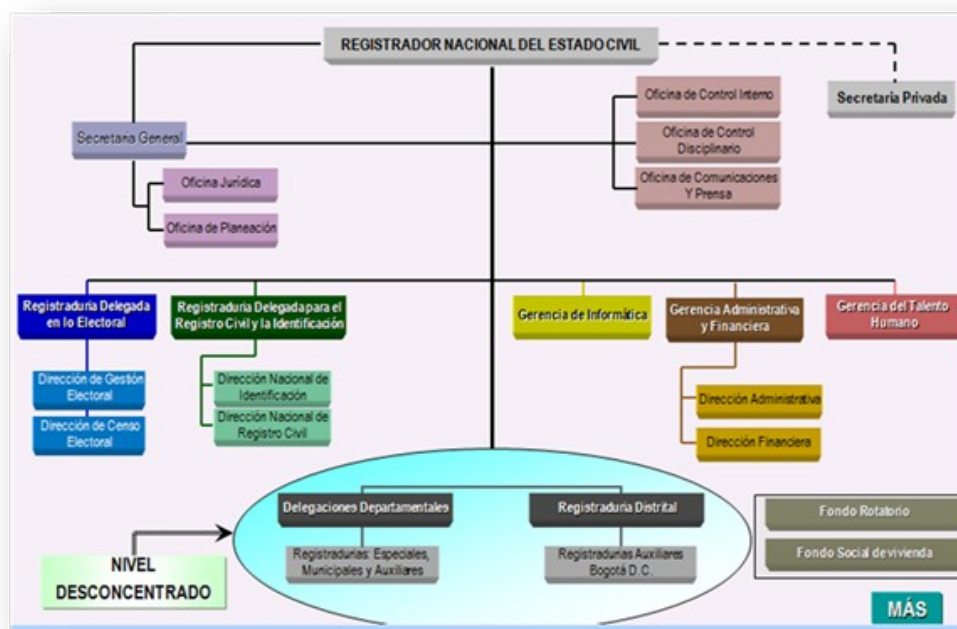 REGISTRADOR NACIONAL DEL ESTADO CIVIL
Oficina de Control Interno
Secretaria Privada
Secretaria General
Oficina de Control
Disciplinario
Oficina Jurídica
Oficina de Comunicaciones
Y Prensa
Oficina de Planeación
Registraduría Delegada
en lo Electoral
Registraduría Delegada para el
Registro Civil y la Identificación
Gerencia de Informática
Gerencia Administrativa
y Financiera
Gerencia del Talento
Humano
Dirección de Gestión
Electoral
Dirección de Censo
Electoral
Dirección Nacional de
Identificación
Dirección Nacional de
Registro Civil
Dirección Administrativa
Dirección Financiera
Delegaciones Departamentales
Registraduría Distrital
Registradurias: Especiales,
Municipales y Auxiliares
Registradurias Auxiliares
Bogotá D.C.
NIVEL
DESCONCENTRADO
Fondo Rotatorio
Fondo Social de vivienda
MÁS